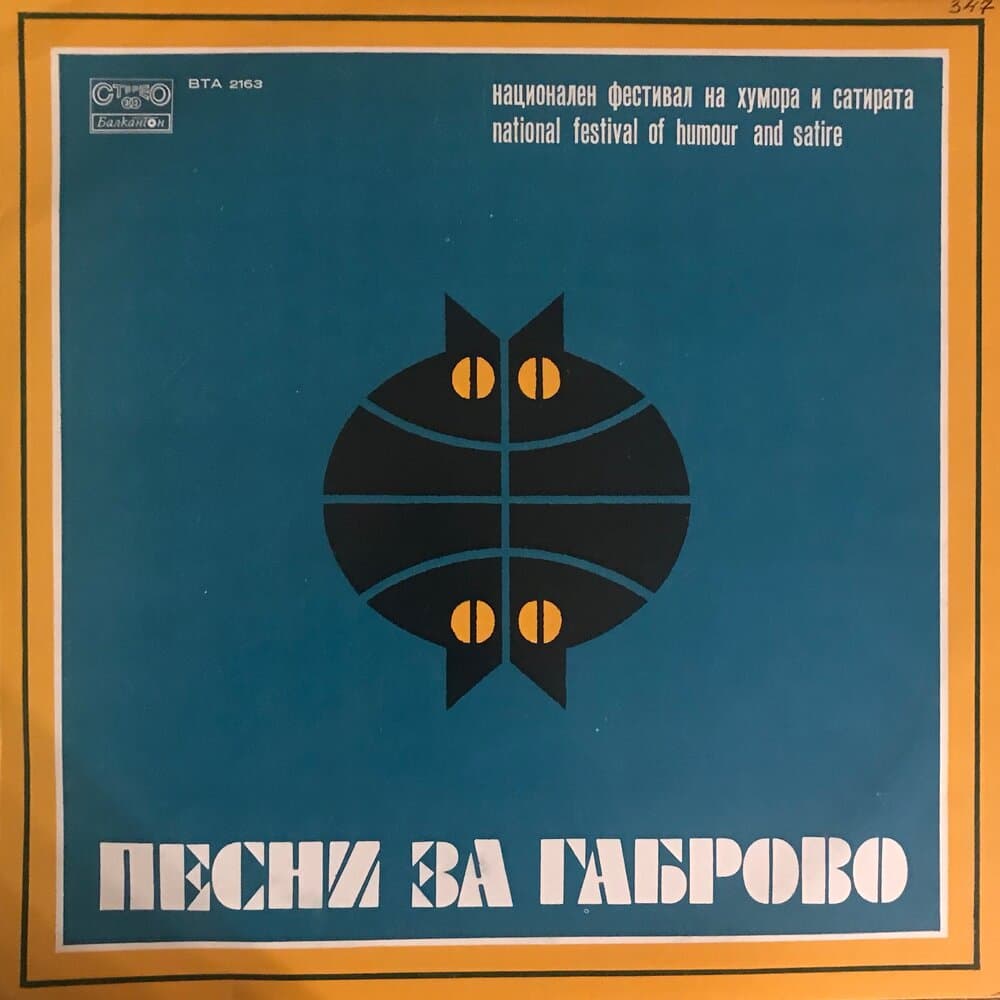 347
СТЕРЕО
33
Балкантон
ВТА 2163
национален фестивал на хумора и сатирата
national festival of humour and satire
ПЕСНИ ЗА ГАБРОВО